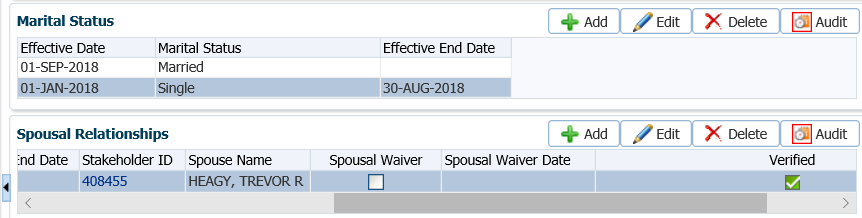 Marital Status Add Edit Delete Audit
Effective Date Marital Status Effective End Date
01-SEP-2018 Married
01-JAN-2018 Single 30-AUG-2018
Spousal Relationships Add Edit Delete Audit
End Date Stakeholder ID Spouse Name Spousal Waiver Spousal Waiver Date Verified
408455 HEAGY, TREVOR R